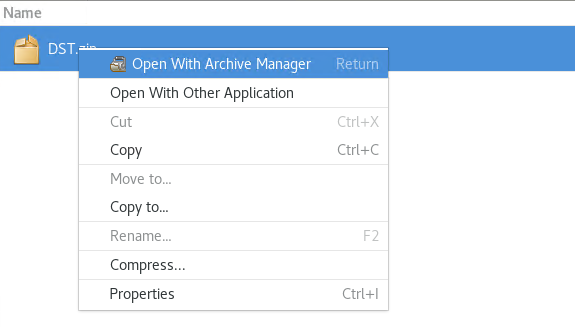 Name
DST.zip
Open With Archive Manager Return
Open With Other Application
Cut Ctrl+X
Copy Ctrl+C
Move to...
Copy to...
Rename... F2
Compress...
Properties Ctrl+I